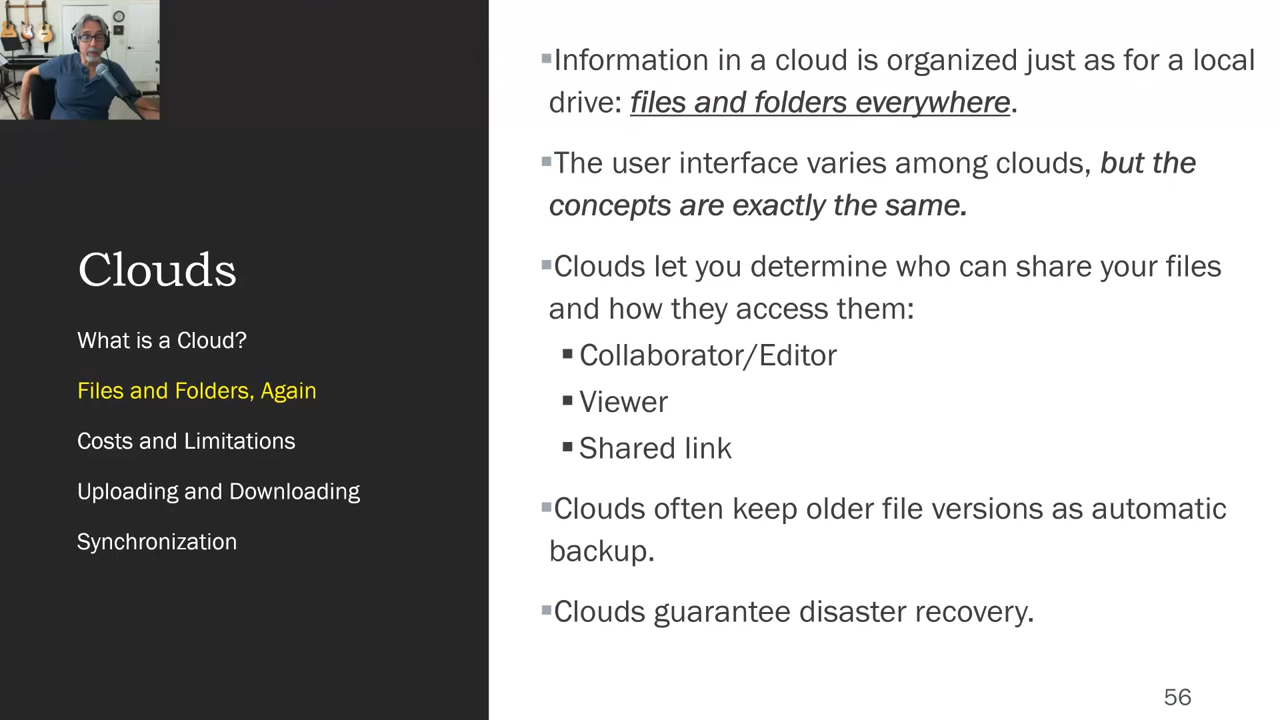 Clouds
What is a Cloud?
Files and Folders, Again
Costs and Limitations
Uploading and Downloading
Synchronization
▪Information in a cloud is organized just as for a local
drive: files and folders everywhere.
▪The user interface varies among clouds, but the
concepts are exactly the same.
▪Clouds let you determine who can share your files
and how they access them:
▪Collaborator/Editor
▪Viewer
▪Shared link
▪Clouds often keep older file versions as automatic
backup.
▪Clouds guarantee disaster recovery.
56